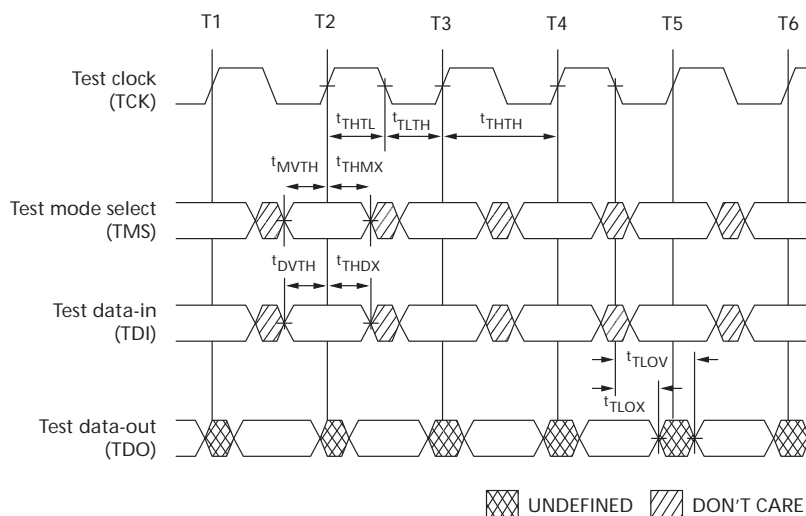 T1 T2 T3 T4 T5 T6
Test clock
(TCK)
tTHTL tTLTH tTHTH
tMVTH tTHMX
Test mode select
(TMS)
tDVTH tTHDX
Test data-in
(TDI)
tTLOV
tTLOX
Test data-out
(TDO)
UNDEFINED DON'T CARE